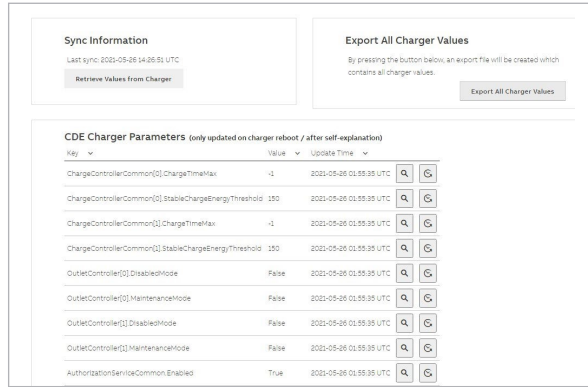 Sync Information
Last sync: 2021-05-26 14:26:51 UTC
Retrieve Values from Charger
Export All Charger Values
By pressing the button below, an export file will be created which
contains all charger values.
Export All Charger Values
CDE Charger Parameters (only updated on charger reboot / after self-explanation)
Key Value Update Time
ChargeControllerCommon[0].ChargeTimeMax -1 2021-05-26 01:55:35 UTC
ChargeControllerCommon[0].StableChargeEnergyThreshold 150 2021-05-26 01:55:35 UTC
ChargeControllerCommon[1].ChargeTimeMax -1 2021-05-26 01:55:35 UTC
ChargeControllerCommon[1].StableChargeEnergyThreshold 150 2021-05-26 01:55:35 UTC
OutletController[0].DisabledMode False 2021-05-26 01:55:35 UTC
OutletController[0].MaintenanceMode False 2021-05-26 01:55:35 UTC
OutletController[1].DisabledMode False 2021-05-26 01:55:35 UTC
OutletController[1].MaintenanceMode False 2021-05-26 01:55:35 UTC
AuthorizationServiceCommon.Enabled True 2021-05-26 01:55:35 UTC